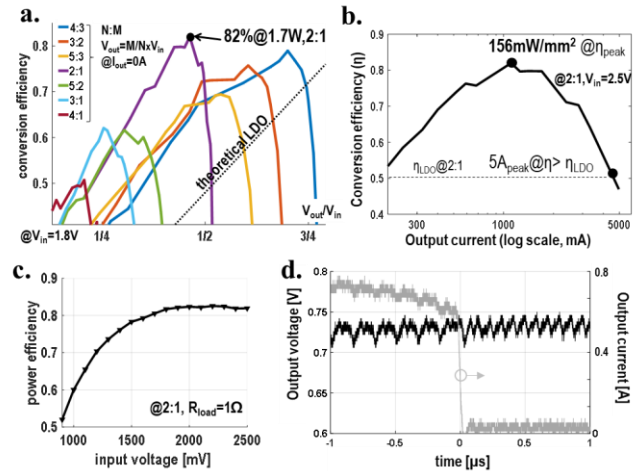 a.
4:3
3:2
5:3
2:1
5:2
3:1
4:1
N:M
Vout=M/NxVin
@Iout=0A
82%@1.7W,2:1
conversion efficiency
0.8
0.7
0.6
0.5
theoretical LDO
Vout/Vin
@Vin=1.8V
1/4
1/2
3/4
b.
Conversion efficiency (η)
0.9
0.8
0.7
0.6
0.5
0.4
156mW/mm² @ηpeak
@2:1,Vin=2.5V
ηLDO@2:1
5Apeak@η> ηLDO
300
1000
5000
Output current (log scale, mA)
c.
power efficiency
0.9
0.8
0.7
0.6
0.5
@2:1, Rload=1Ω
1000
1500
2000
2500
input voltage [mV]
d.
Output voltage [V]
0.8
0.75
0.7
0.65
0.6
0.8
0.6
0.4
0.2
0
Output current [A]
-1
-0.5
0
0.5
1
time [µs]